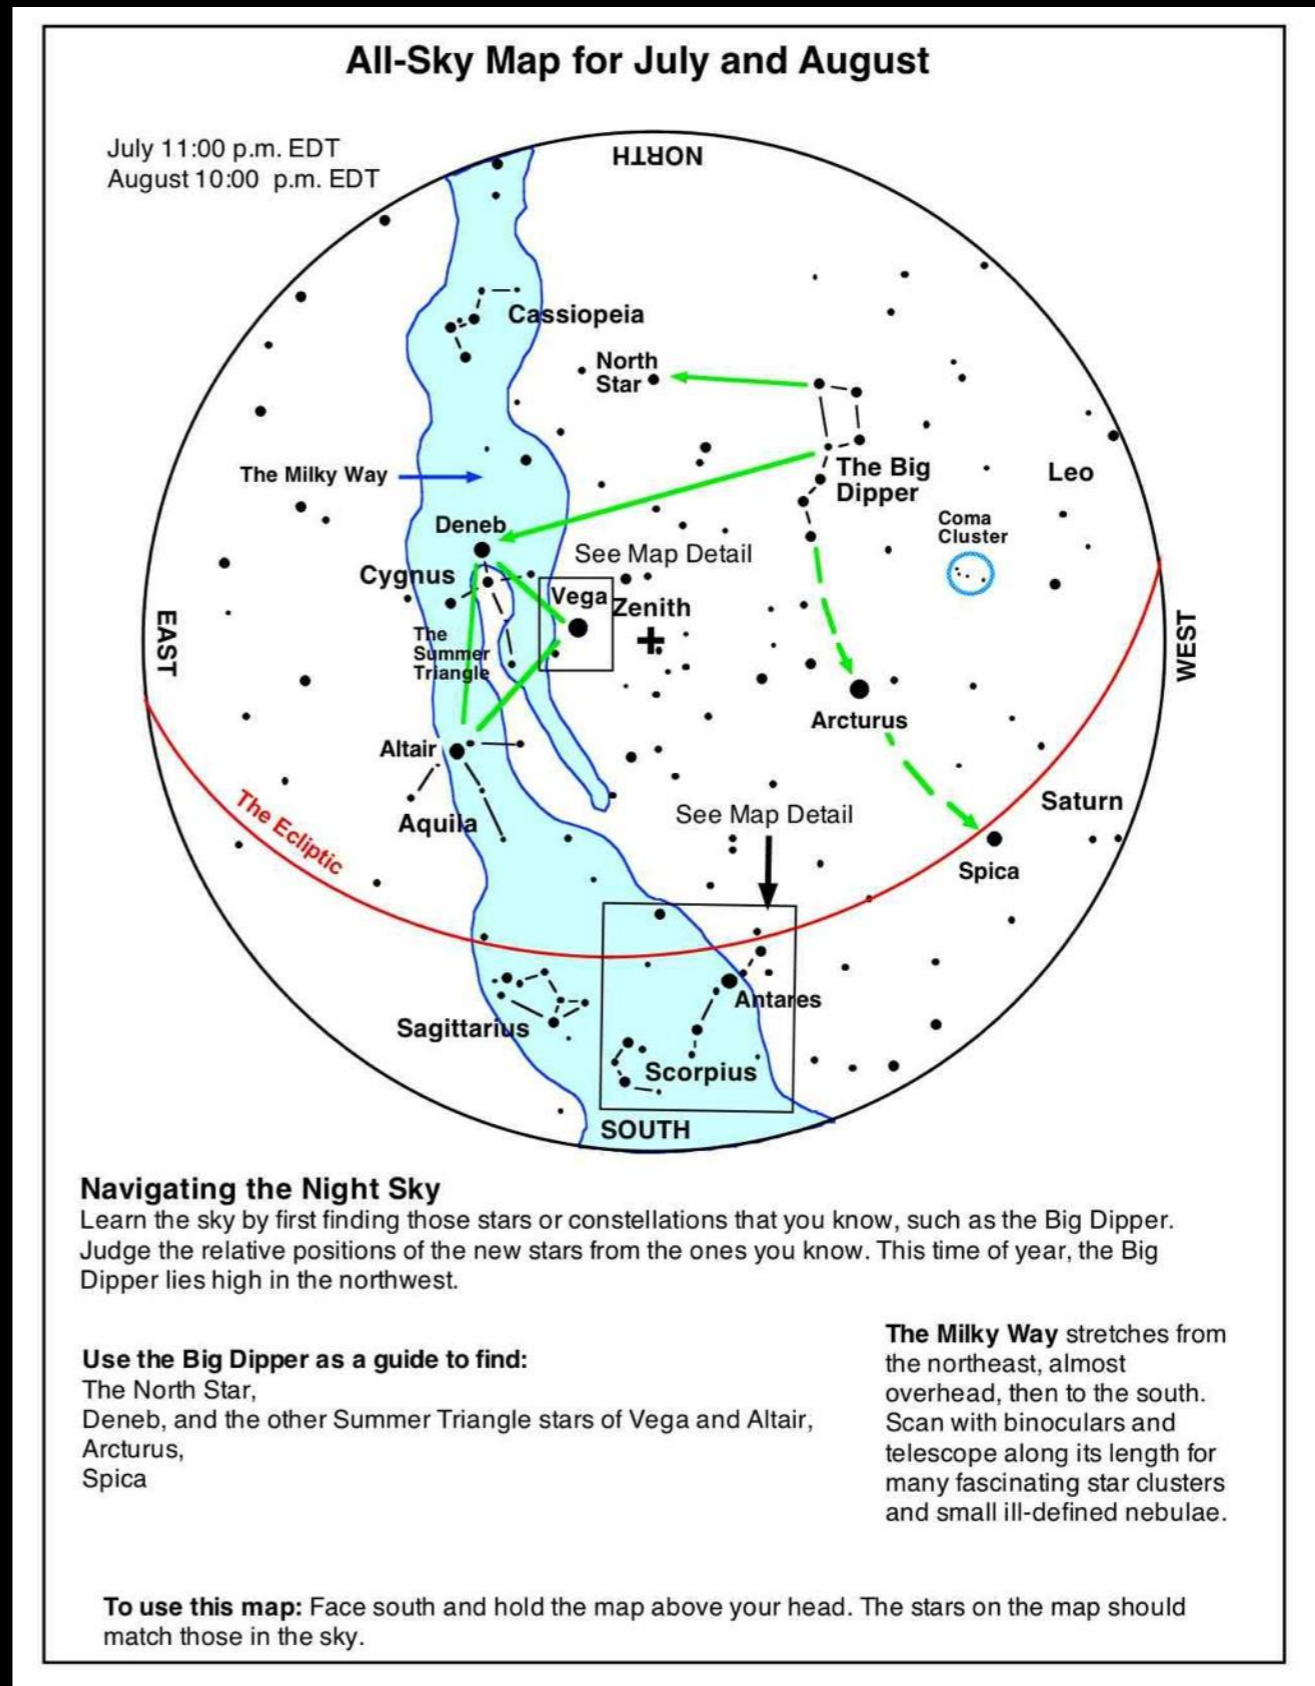 All-Sky Map for July and August
July 11:00 p.m. EDT
August 10:00 p.m. EDT
NORTH
Cassiopeia
North
Star
The Milky Way
The Big
Dipper
Leo
Coma
Cluster
Deneb
See Map Detail
Cygnus
Vega
Zenith
EAST
WEST
The
Summer
Triangle
Arcturus
Altair
The Ecliptic
Aquila
See Map Detail
Saturn
Spica
Antares
Sagittarius
Scorpius
SOUTH
Navigating the Night Sky
Learn the sky by first finding those stars or constellations that you know, such as the Big Dipper.
Judge the relative positions of the new stars from the ones you know. This time of year, the Big
Dipper lies high in the northwest.
Use the Big Dipper as a guide to find:
The North Star,
Deneb, and the other Summer Triangle stars of Vega and Altair,
Arcturus,
Spica
The Milky Way stretches from
the northeast, almost
overhead, then to the south.
Scan with binoculars and
telescope along its length for
many fascinating star clusters
and small ill-defined nebulae.
To use this map: Face south and hold the map above your head. The stars on the map should
match those in the sky.